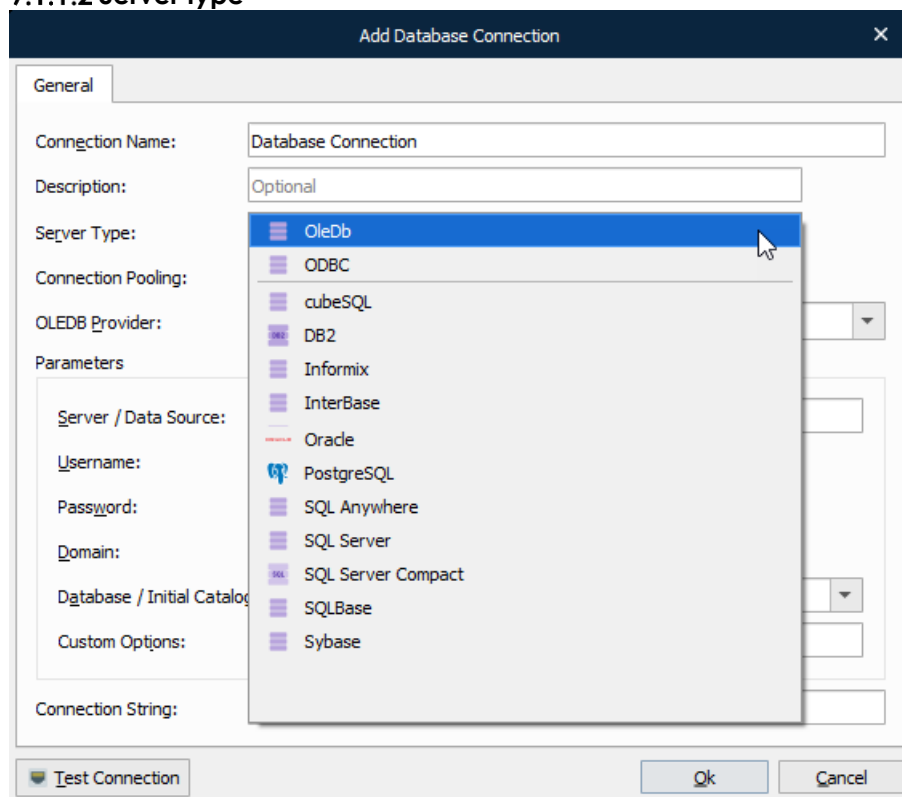 7.1.1.2 Server Type
Add Database Connection
General
Connection Name: Database Connection
Description: Optional
Server Type: OleDb
ODBC
Connection Pooling:
cubeSQL
OLEDB Provider:
DB2
Parameters
Informix
InterBase
Server / Data Source:
Oracle
Username:
PostgreSQL
Password:
SQL Anywhere
Domain:
SQL Server
SQL Server Compact
Database / Initial Catalog
SQLBase
Custom Options:
Sybase
Connection String:
Test Connection
Ok
Cancel